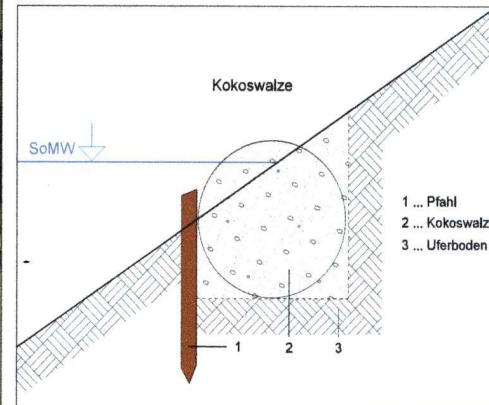 Kokoswalze
SoMW
1 ... Pfahl
2 ... Kokoswalz
3 ... Uferboden
1 2 3